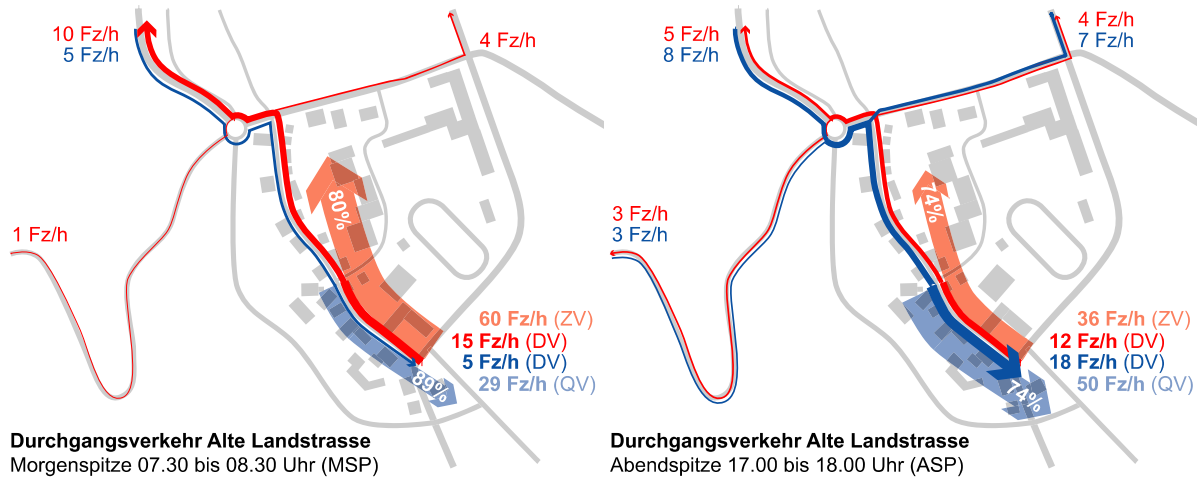 10 Fz/h
5 Fz/h
4 Fz/h
1 Fz/h
80%
60 Fz/h (ZV)
15 Fz/h (DV)
5 Fz/h (DV)
29 Fz/h (QV)
89%
Durchgangsverkehr Alte Landstrasse
Morgenspitze 07.30 bis 08.30 Uhr (MSP)
5 Fz/h
8 Fz/h
4 Fz/h
7 Fz/h
3 Fz/h
3 Fz/h
74%
36 Fz/h (ZV)
12 Fz/h (DV)
18 Fz/h (DV)
50 Fz/h (QV)
74%
Durchgangsverkehr Alte Landstrasse
Abendspitze 17.00 bis 18.00 Uhr (ASP)